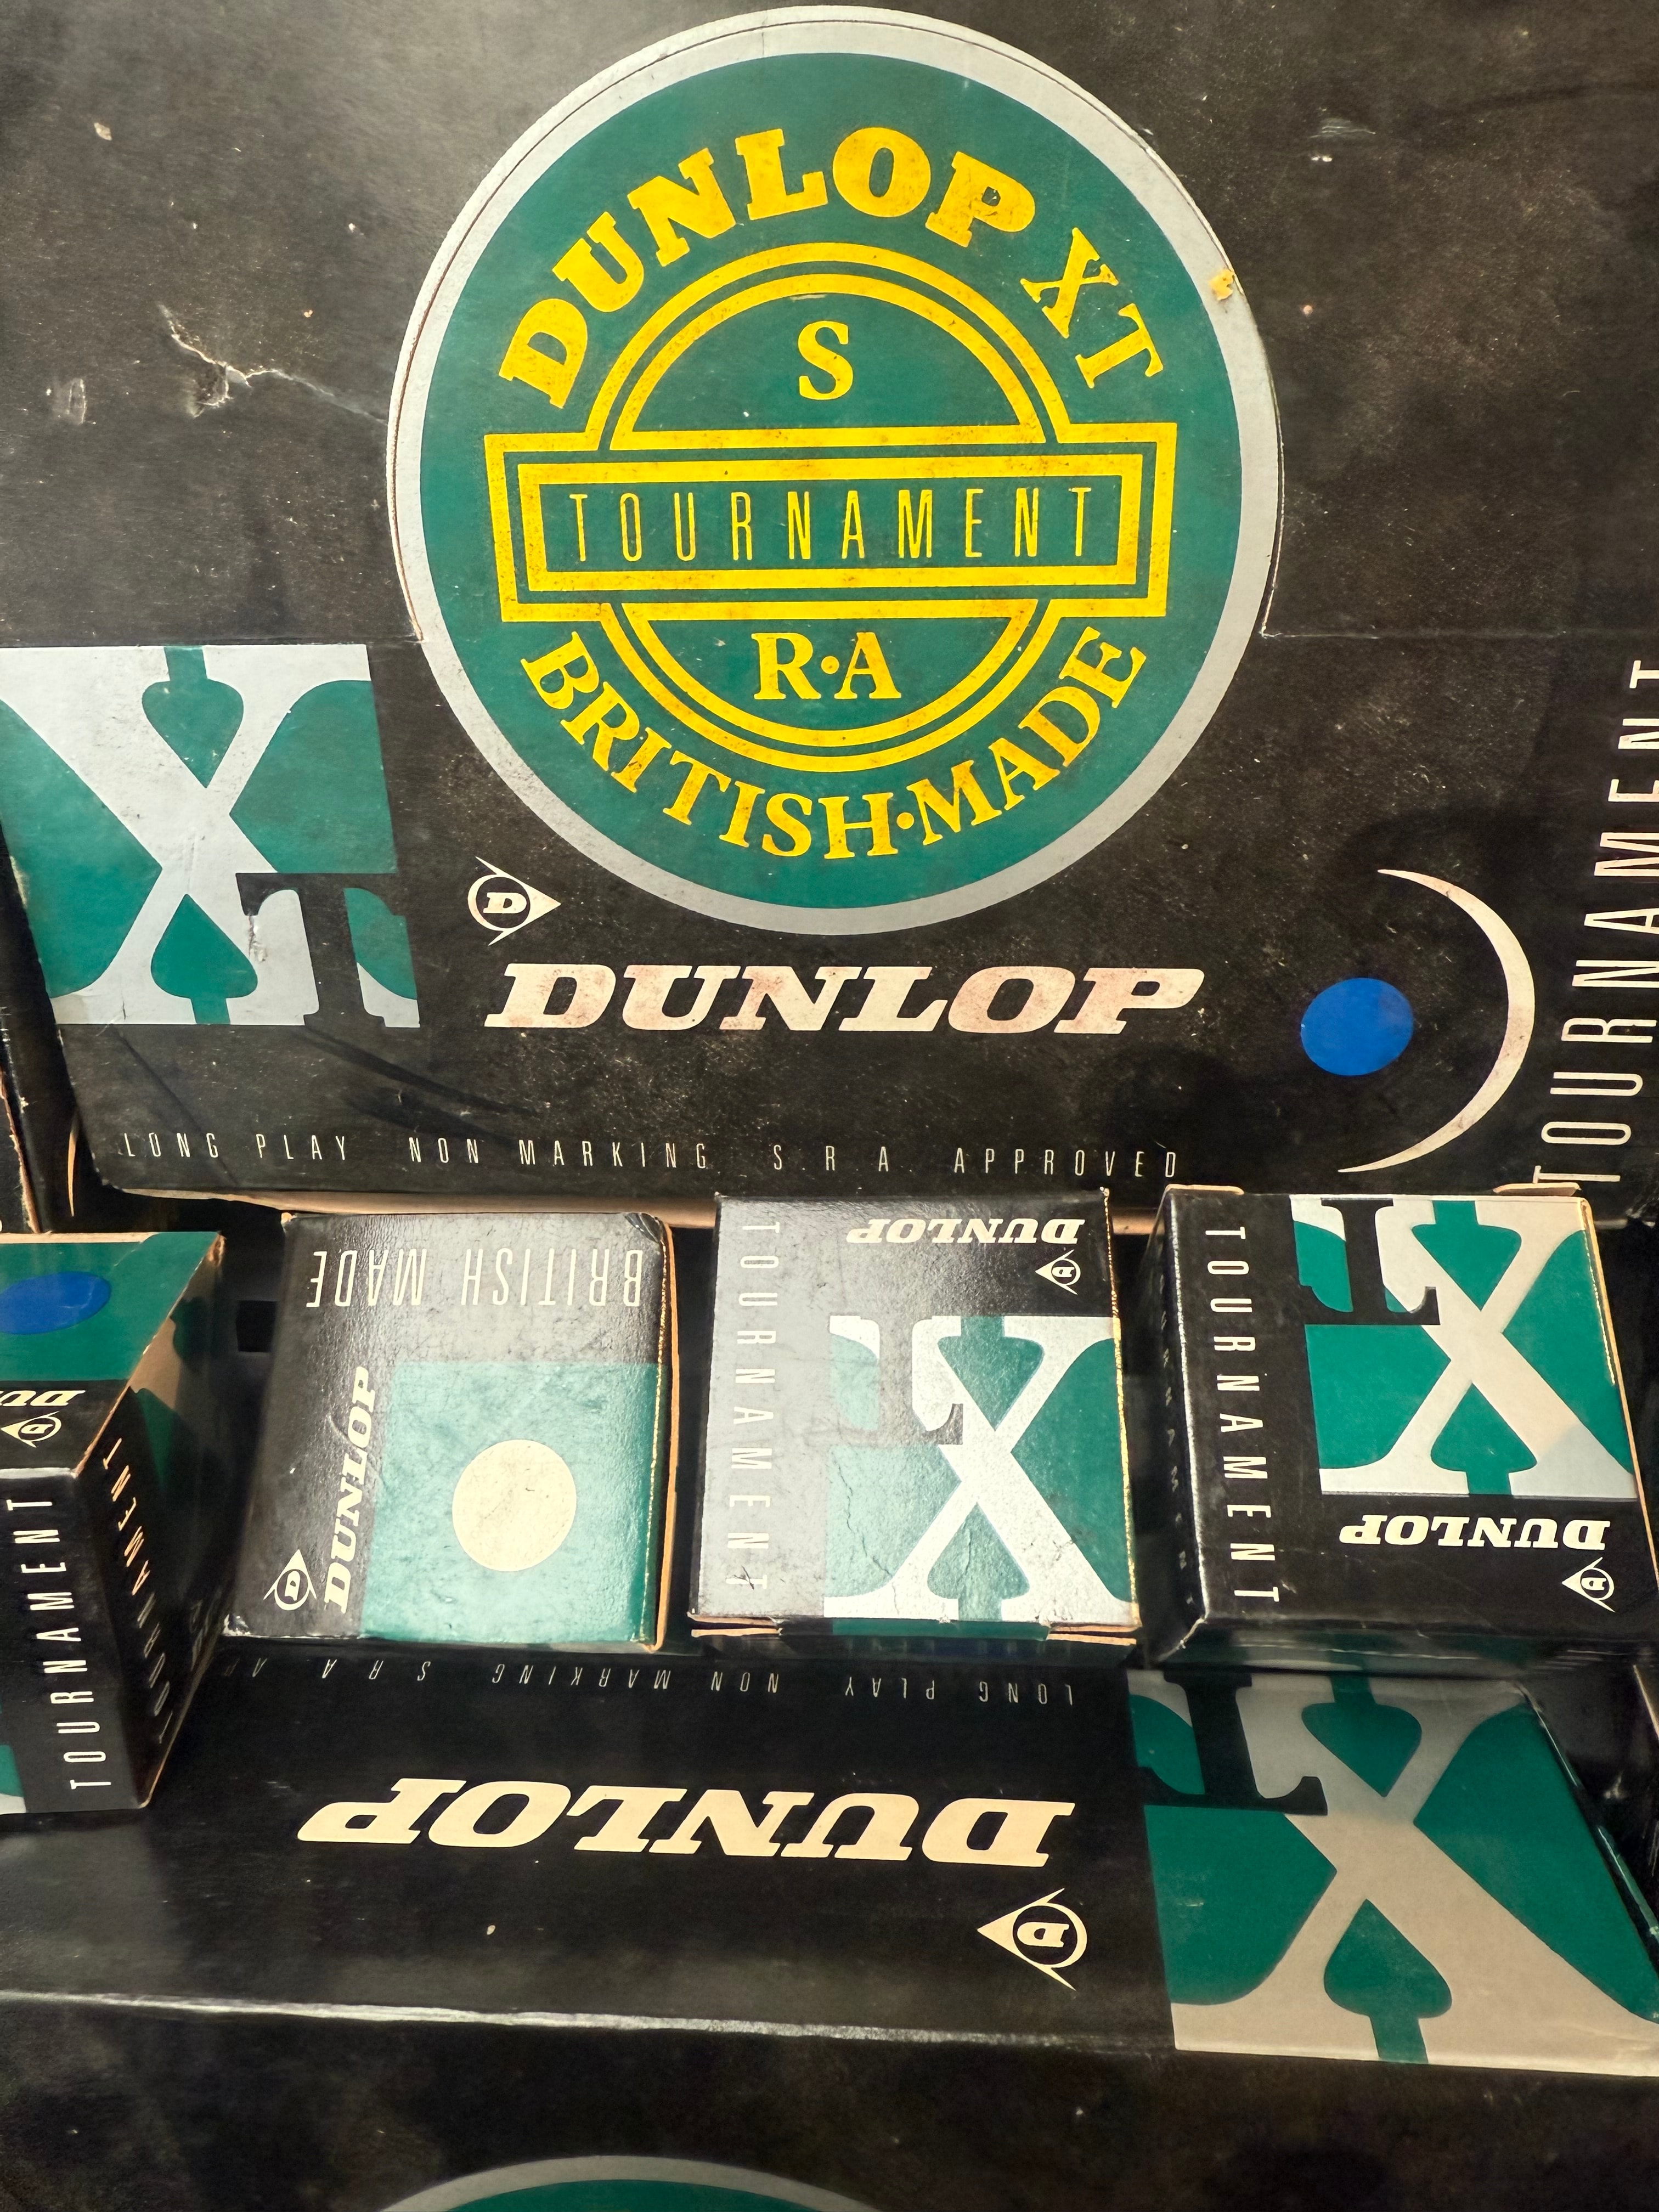 DUNLOP XT
S
TOURNAMENT
R·A
BRITISH·MADE
XT
D
DUNLOP
TOURNAMENT
LONG PLAY NON MARKING S.R.A. APPROVED
D
TOURNAMENT
TOURNAMENT
BRITISH MADE
D DUNLOP
DUNLOP
D
TOURNAMENT
XT
TOURNAMENT
XT
DUNLOP
D
LONG PLAY NON MARKING S R A
DUNLOP
D
XT